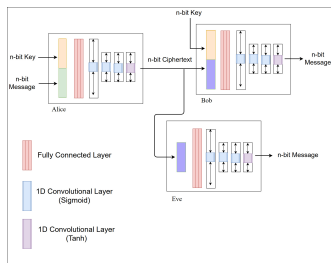 n-bit Key
n-bit Key
n-bit
Message
n-bit Ciphertext
n-bit
Message
Alice
Bob
n-bit Message
Eve
Fully Connected Layer
1D Convolutional Layer
(Sigmoid)
1D Convolutional Layer
(Tanh)